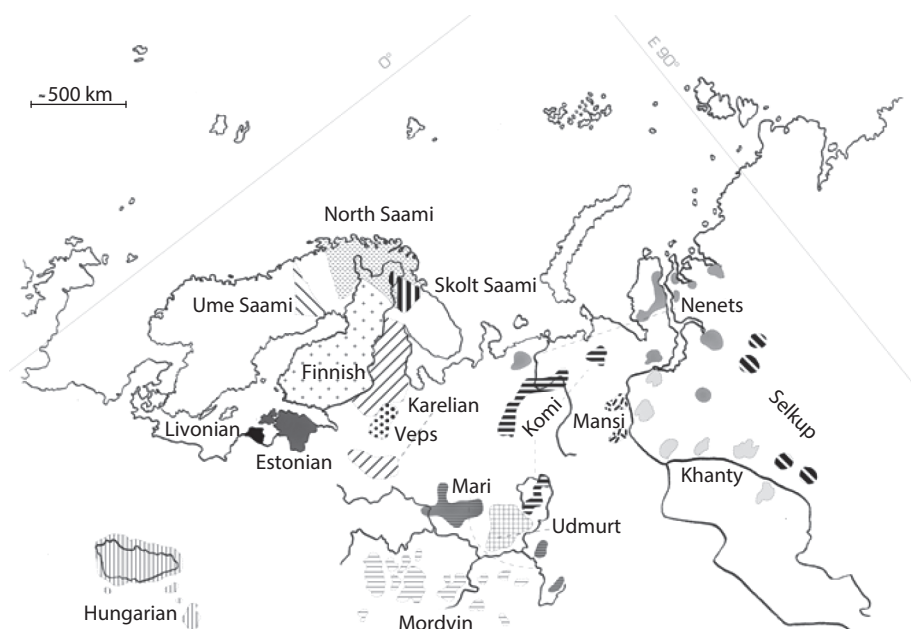 0°
E 90°
~500 km
North Saami
Skolt Saami
Ume Saami
Nenets
Finnish
Karelian
Veps
Komi
Mansi
Selkup
Livonian
Estonian
Khanty
Mari
Udmurt
Hungarian
Mordvin